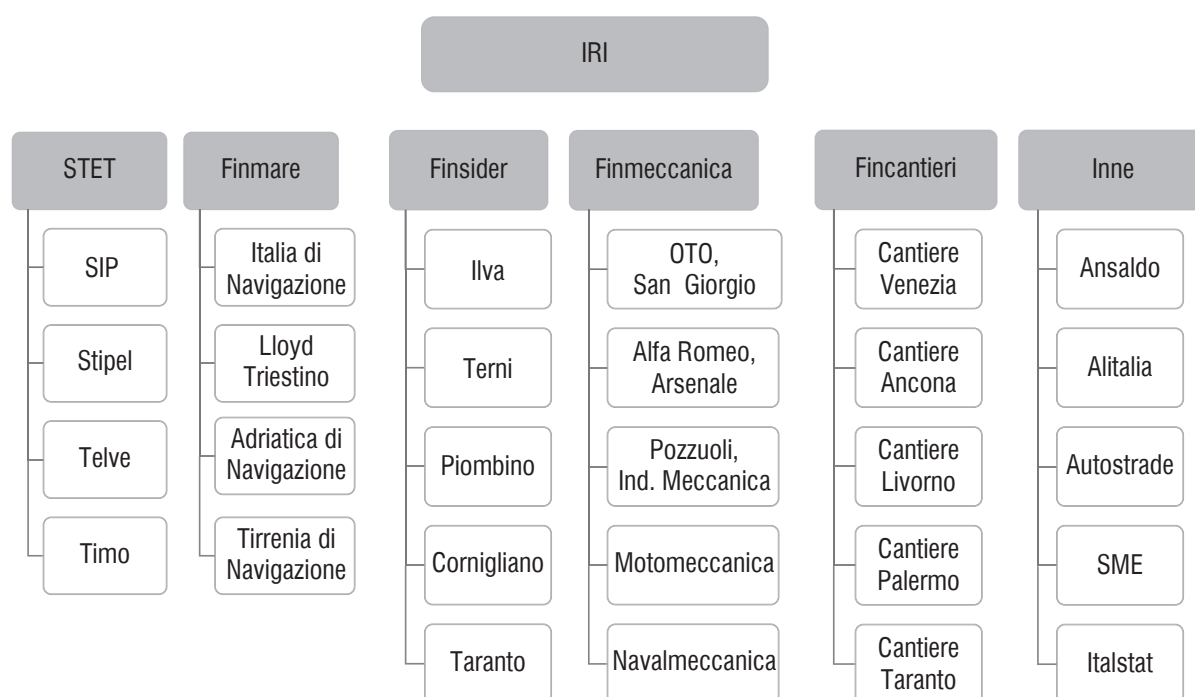 IRI
STET
SIP
Stipel
Telve
Timo
Finmare
Italia di
Navigazione
Lloyd
Triestino
Adriatica di
Navigazione
Tirrenia di
Navigazione
Finsider
Ilva
Terni
Piombino
Cornigliano
Taranto
Finmeccanica
OTO,
San Giorgio
Alfa Romeo,
Arsenale
Pozzuoli,
Ind. Meccanica
Motomeccanica
Navalmeccanica
Fincantieri
Cantiere
Venezia
Cantiere
Ancona
Cantiere
Livorno
Cantiere
Palermo
Cantiere
Taranto
Inne
Ansaldo
Alitalia
Autostrade
SME
Italstat